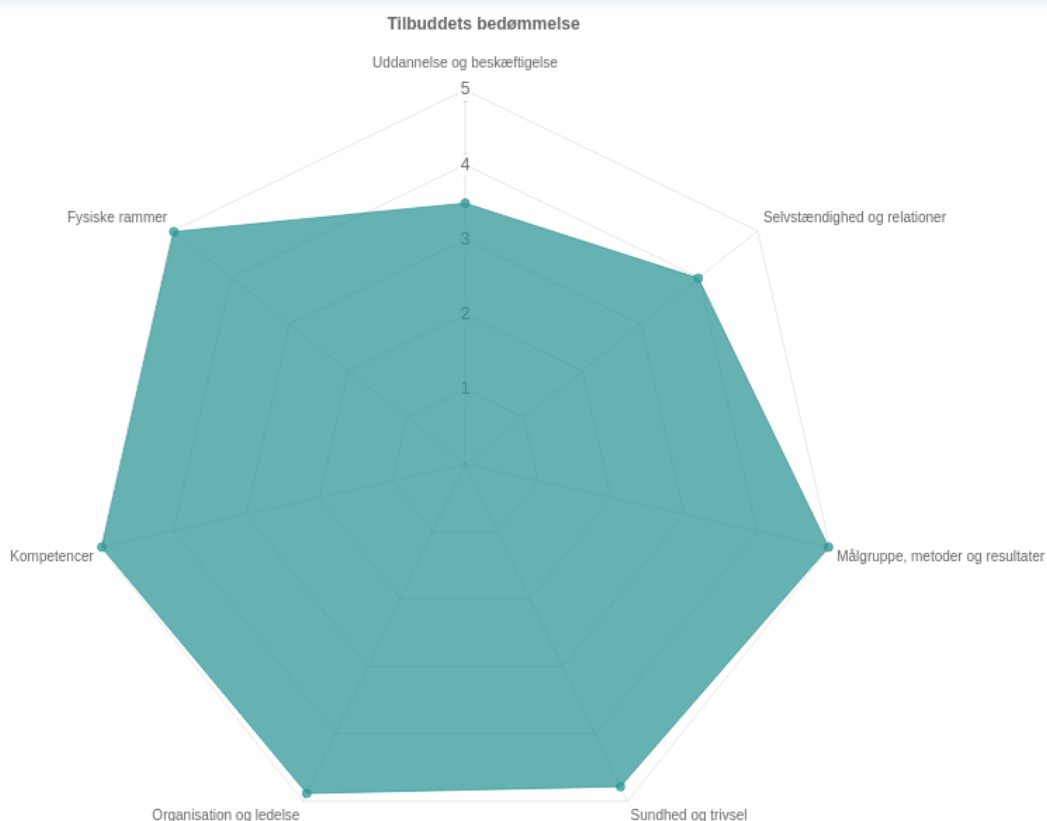 Tilbuddets bedømmelse
Uddannelse og beskæftigelse
5
4
Fysiske rammer
Selvstændighed og relationer
3
2
1
Kompetencer
Målgruppe, metoder og resultater
Organisation og ledelse
Sundhed og trivsel